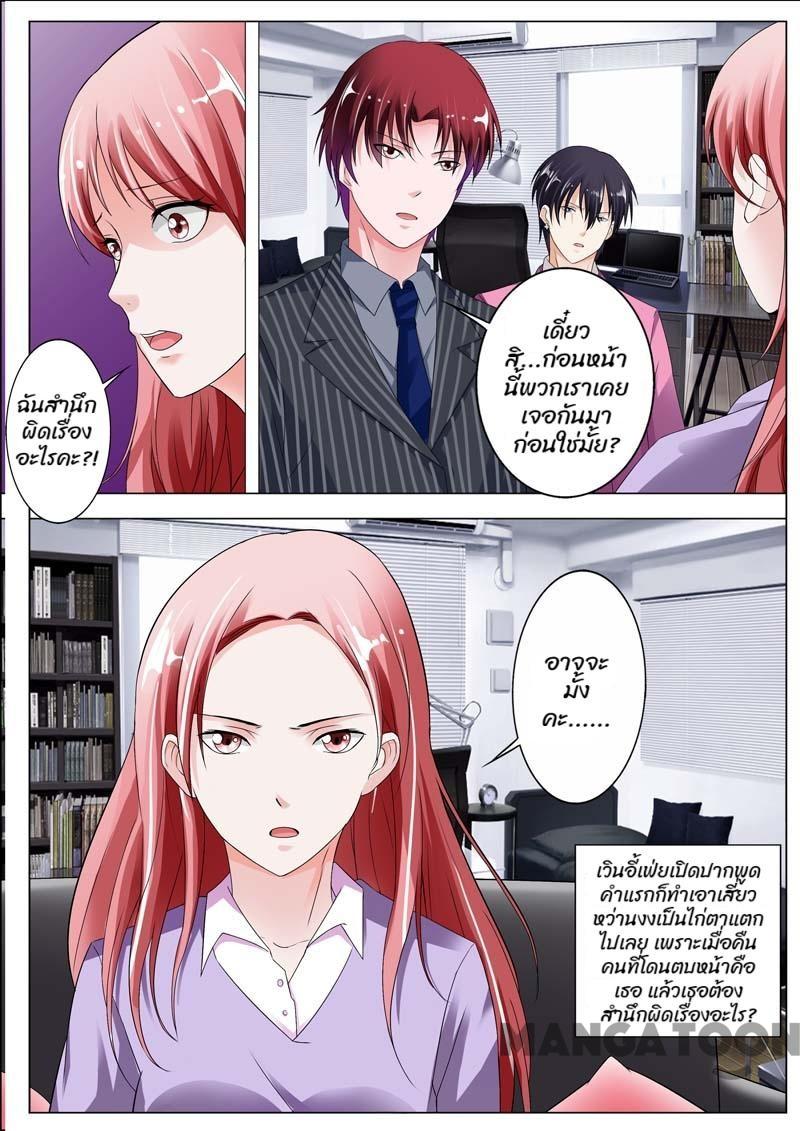 ฉันสำนึก
ผิดเรื่อง
อะไรคะ?!
เดี๋ยว
สิ...ก่อนหน้า
นี้พวกเราเคย
เจอกันมา
ก่อนใช่มั้ย?
อาจจะ
มั้ง
คะ......
เวินอี้เฟ่ยเปิดปากพูด
คำแรกก็ทำเอาเสี่ยว
หว่านงงเป็นไก่ตาแตก
ไปเลย เพราะเมื่อคืน
คนที่โดนตบหน้าคือ
เธอ แล้วเธอต้อง
สำนึกผิดเรื่องอะไร?
MANGATOON